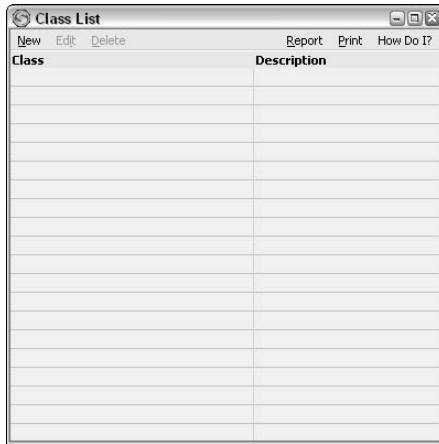 Class List
New Edit Delete Report Print How Do I?
Class Description